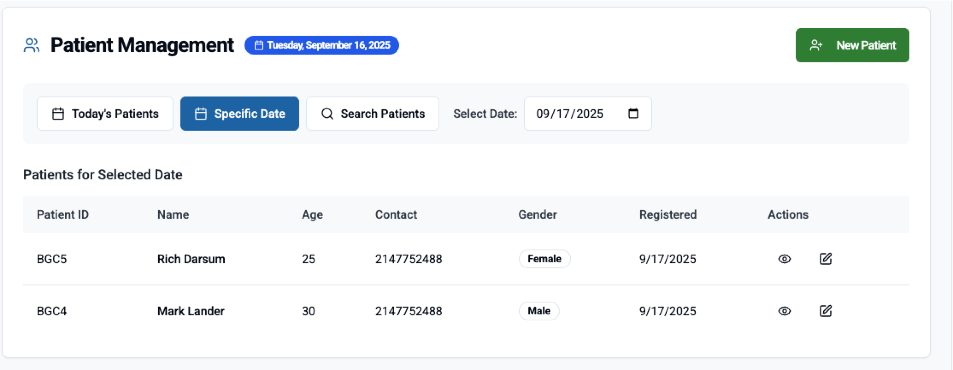 Patient Management Tuesday, September 16, 2025 New Patient
Today's Patients Specific Date Search Patients Select Date: 09/17/2025
Patients for Selected Date
Patient ID Name Age Contact Gender Registered Actions
BGC5 Rich Darsum 25 2147752488 Female 9/17/2025
BGC4 Mark Lander 30 2147752488 Male 9/17/2025